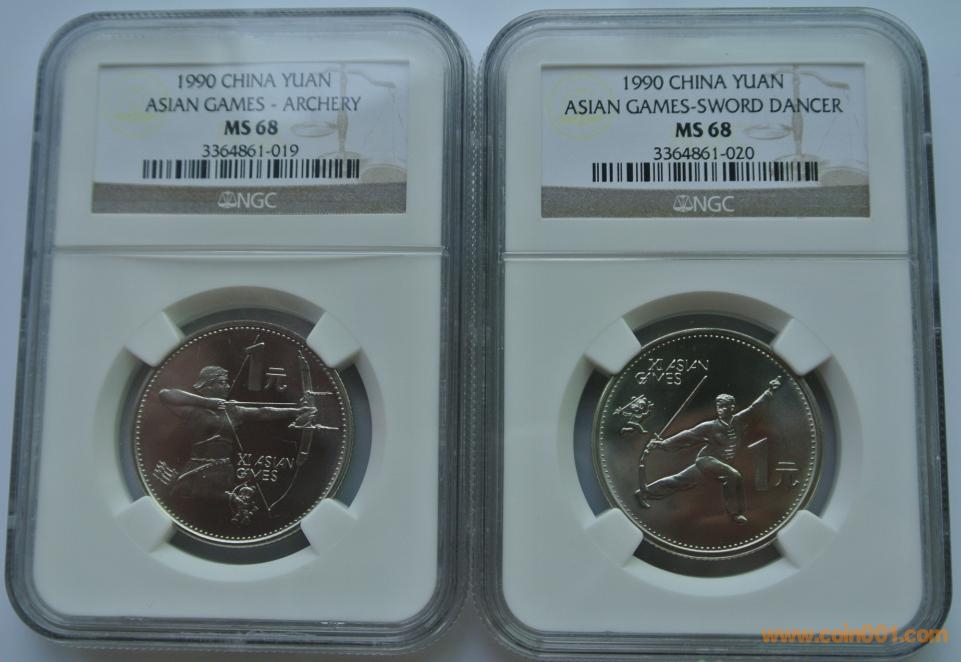 1990 CHINA YUAN
ASIAN GAMES - ARCHERY
MS 68
3364861-019
NGC
1元
XI ASIAN
GAMES
1990 CHINA YUAN
ASIAN GAMES-SWORD DANCER
MS 68
3364861-020
NGC
XI ASIAN
GAMES
1元
www.coin001.com